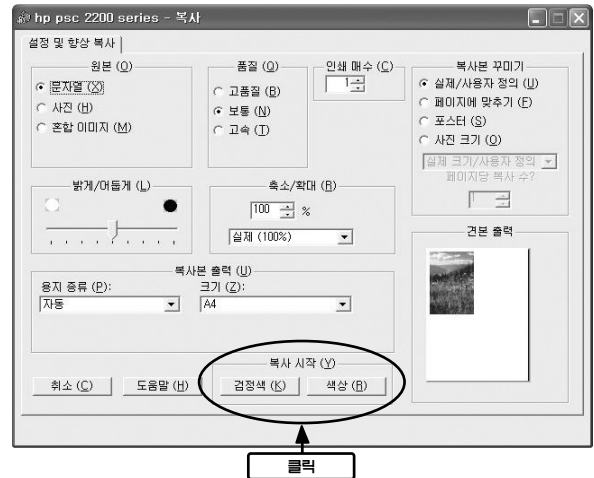 hp psc 2200 series - 복사
설정 및 향상 복사
원본 (O)
문자열 (X)
사진 (H)
혼합 이미지 (M)
품질 (Q)
고품질 (B)
보통 (N)
고속 (T)
인쇄 매수 (C)
1
복사본 꾸미기
실제/사용자 정의 (U)
페이지에 맞추기 (F)
포스터 (S)
사진 크기 (O)
실제 크기/사용자 정의
페이지당 복사 수?
1
밝게/어둡게 (L)
축소/확대 (R)
100 %
실제 (100%)
견본 출력
복사본 출력 (U)
용지 종류 (P):
크기 (Z):
자동
A4
복사 시작 (Y)
취소 (C)
도움말 (H)
검정색 (K)
색상 (R)
클릭